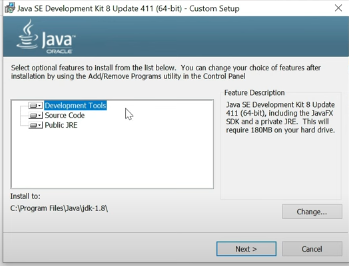 Java SE Development Kit 8 Update 411 (64-bit) - Custom Setup
Java
ORACLE
Select optional features to install from the list below. You can change your choice of features after
installation by using the Add/Remove Programs utility in the Control Panel
Development Tools
Source Code
Public JRE
Feature Description
Java SE Development Kit 8 Update
411 (64-bit), including the JavaFX
SDK and a private JRE. This will
require 180MB on your hard drive.
Install to:
C:\Program Files\Java\jdk-1.8\
Change...
Next >
Cancel